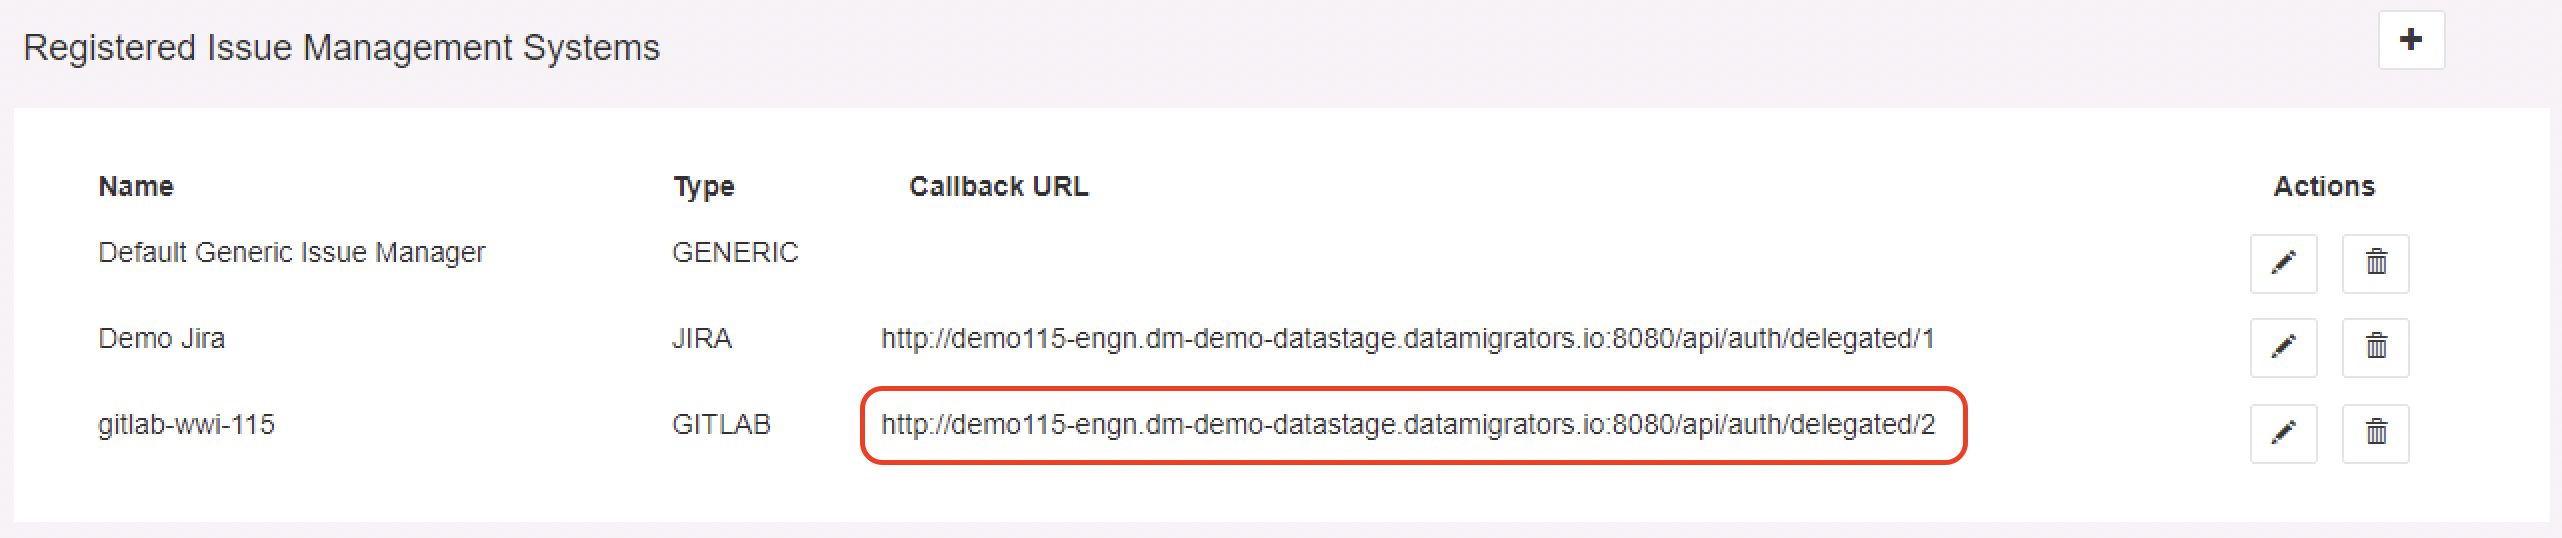 Registered Issue Management Systems
Name Type Callback URL Actions
Default Generic Issue Manager GENERIC
Demo Jira JIRA http://demo115-engn.dm-demo-datastage.datamigrators.io:8080/api/auth/delegated/1
gitlab-wwi-115 GITLAB http://demo115-engn.dm-demo-datastage.datamigrators.io:8080/api/auth/delegated/2